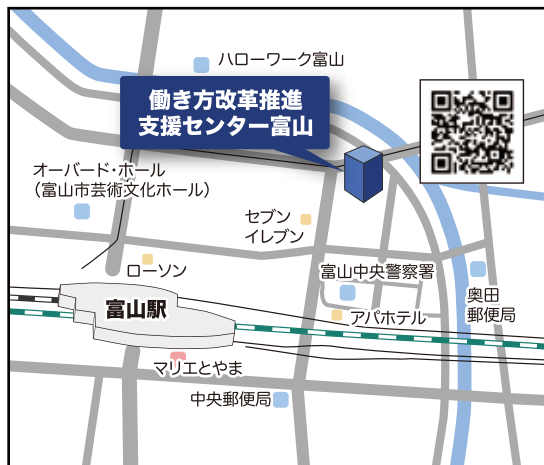 ハローワーク富山
働き方改革推進
支援センター富山
オーバード・ホール
（富山市芸術文化ホール）
セブン
イレブン
ローソン
富山中央警察署
奥田
郵便局
富山駅
アパホテル
マリエとやま
中央郵便局